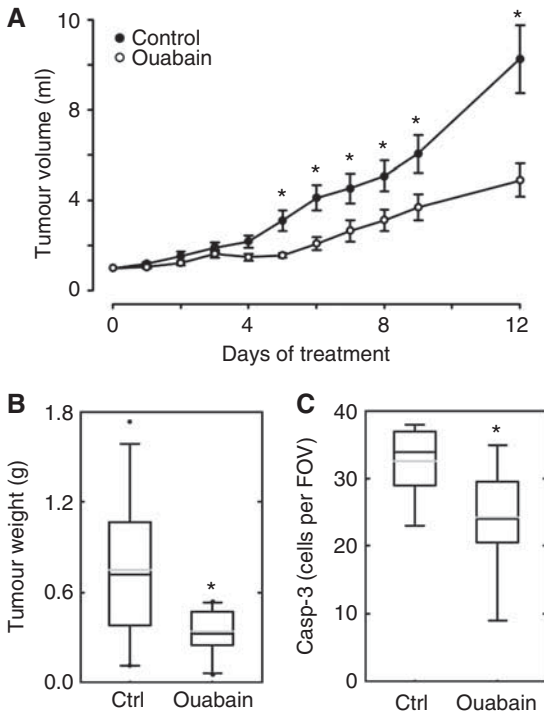 A
Control
Ouabain
*
* * * * *
10
8
4
0
Tumour volume (ml)
0 4 8 12
Days of treatment
B
1.8
1.2
0.6
0.0
Tumour weight (g)
*
Ctrl Ouabain
C
40
30
20
10
0
Casp-3 (cells per FOV)
*
Ctrl Ouabain